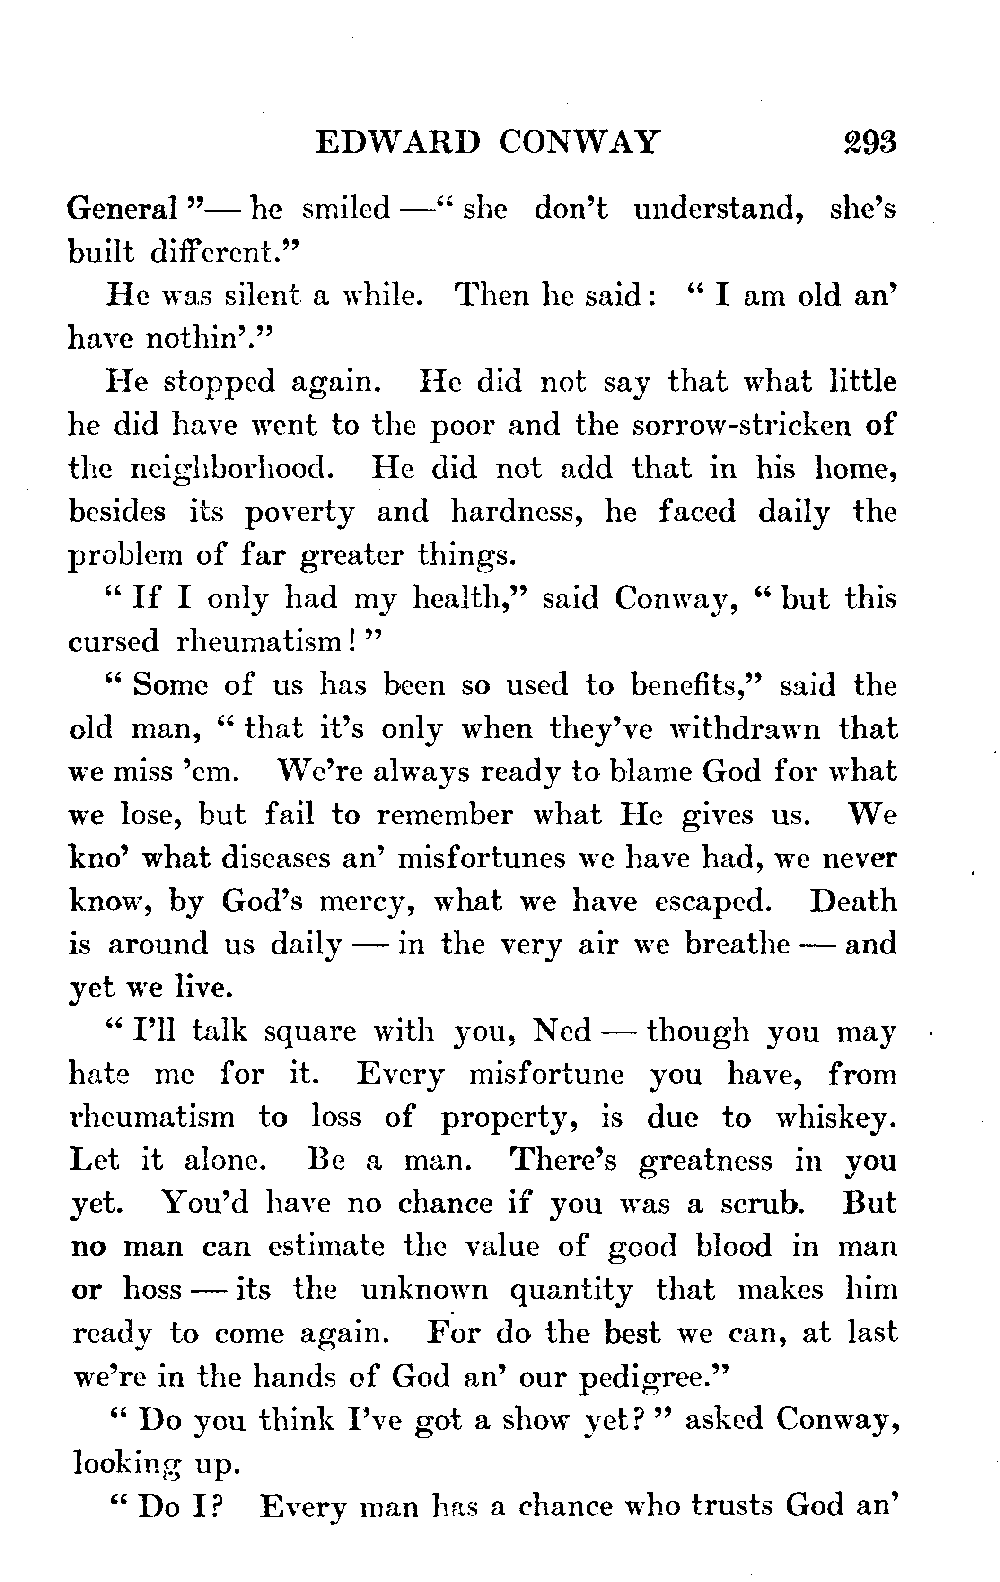 EDWARD CONWAY 293
General "— he smiled —" she don't understand, she's
built different."
He was silent a while. Then he said: " I am old an'
have nothin'."
He stopped again. He did not say that what little
he did have went to the poor and the sorrow-stricken of
the neighborhood. He did not add that in his home,
besides its poverty and hardness, he faced daily the
problem of far greater things.
" If I only had my health," said Conway, " but this
cursed rheumatism! "
" Some of us has been so used to benefits," said the
old man, " that it's only when they've withdrawn that
we miss 'em. We're always ready to blame God for what
we lose, but fail to remember what He gives us. We
kno' what diseases an' misfortunes we have had, we never
know, by God's mercy, what we have escaped. Death
is around us daily — in the very air we breathe — and
yet we live.
" I'll talk square with you, Ned — though you may
hate me for it. Every misfortune you have, from
rheumatism to loss of property, is due to whiskey.
Let it alone. Be a man. There's greatness in you
yet. You'd have no chance if you was a scrub. But
no man can estimate the value of good blood in man
or hoss — its the unknown quantity that makes him
ready to come again. For do the best we can, at last
we're in the hands of God an' our pedigree."
" Do you think I've got a show yet? " asked Conway,
looking up.
" Do I? Every man has a chance who trusts God an'